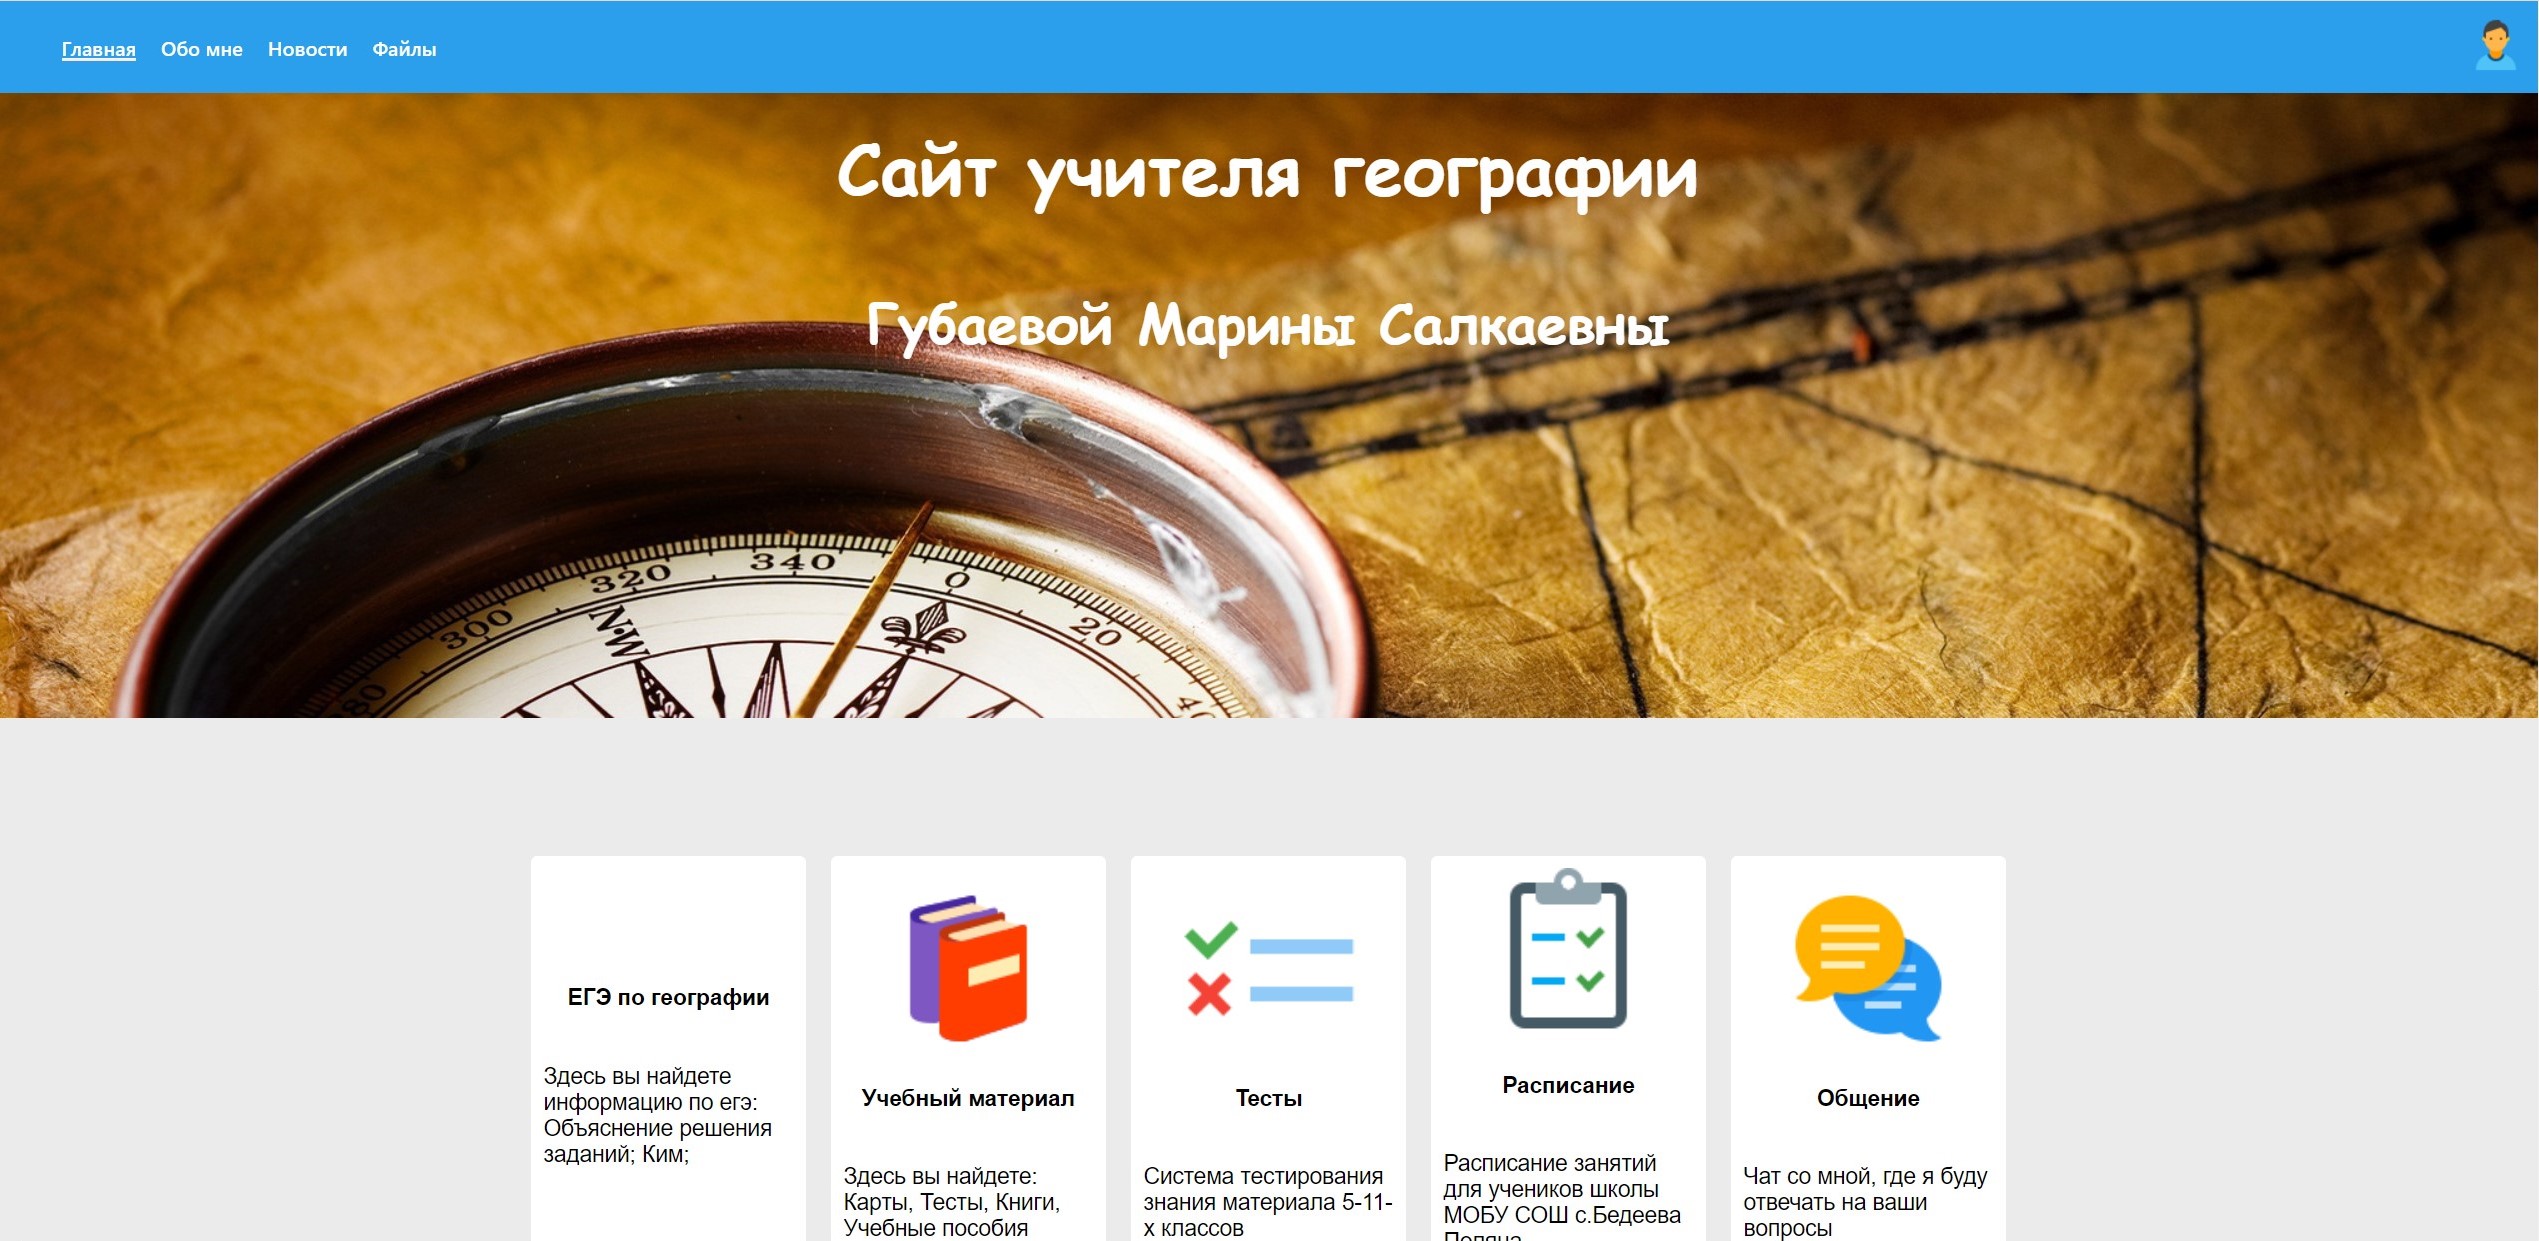 Главная Обо мне Новости Файлы
Сайт учителя географии
Губаевой Марины Салкаевны
320
340
0
300
20
N·W
40
ЕГЭ по географии
Здесь вы найдете
информацию по егэ:
Объяснение решения
заданий; Ким;
Учебный материал
Здесь вы найдете:
Карты, Тесты, Книги,
Учебные пособия
Тесты
Система тестирования
знания материала 5-11-
х классов
Расписание
Расписание занятий
для учеников школы
МОБУ СОШ с.Бедеева
Поляна
Общение
Чат со мной, где я буду
отвечать на ваши
вопросы